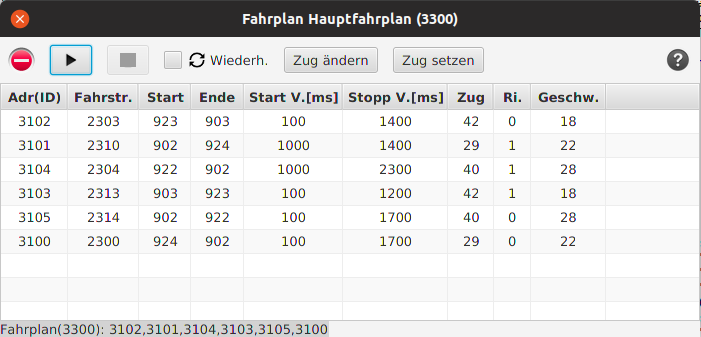 Fahrplan Hauptfahrplan (3300)
Wiederh. Zug ändern Zug setzen ?
Adr(ID) Fahrstr. Start Ende Start V.[ms] Stopp V.[ms] Zug Ri. Geschw.
3102 2303 923 903 100 1400 42 0 18
3101 2310 902 924 1000 1400 29 1 22
3104 2304 922 902 1000 2300 40 1 28
3103 2313 903 923 100 1200 42 1 18
3105 2314 902 922 100 1700 40 0 28
3100 2300 924 902 100 1700 29 0 22
Fahrplan(3300): 3102,3101,3104,3103,3105,3100